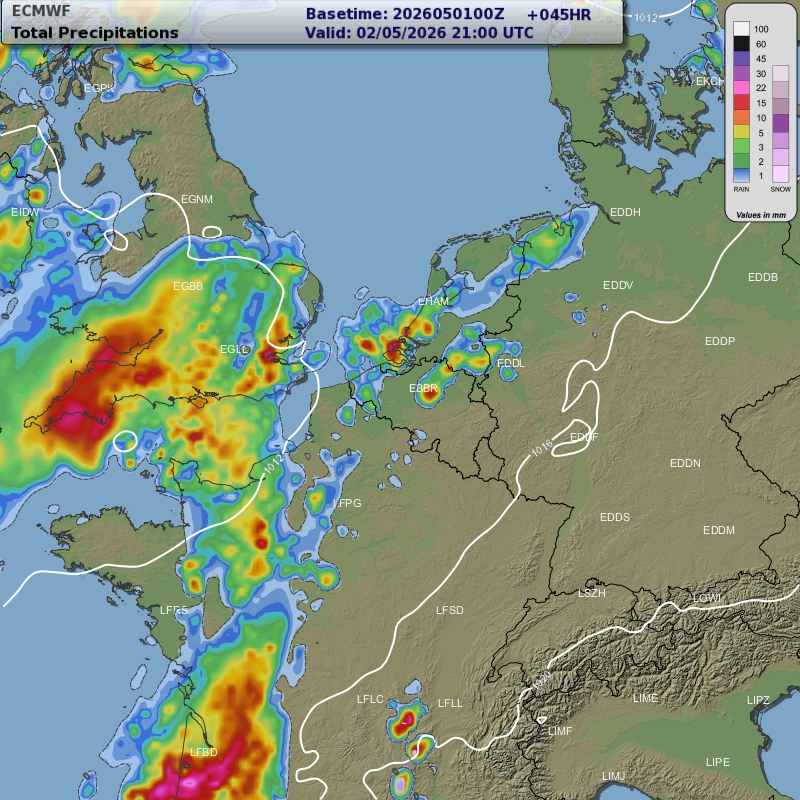 ECMWF
Basetime: 2026050100Z +045HR
Total Precipitations
Valid: 02/05/2026 21:00 UTC
1012
100
60
45
30
22
15
10
5
3
2
1
RAIN
SNOW
Values in mm
EKCH
EGPK
EGNM
EIDW
EDDH
EGBB
EDDV
EDDB
EHAM
EDDP
EGLL
EDDL
EBBR
EDDF
1016
1012
EDDN
LFPG
EDDS
EDDM
LSZH
LOWI
LFRS
LFSD
1020
LFLC
LFLL
LIME
LIPZ
LIMF
LFBD
LIPE
LIMJ